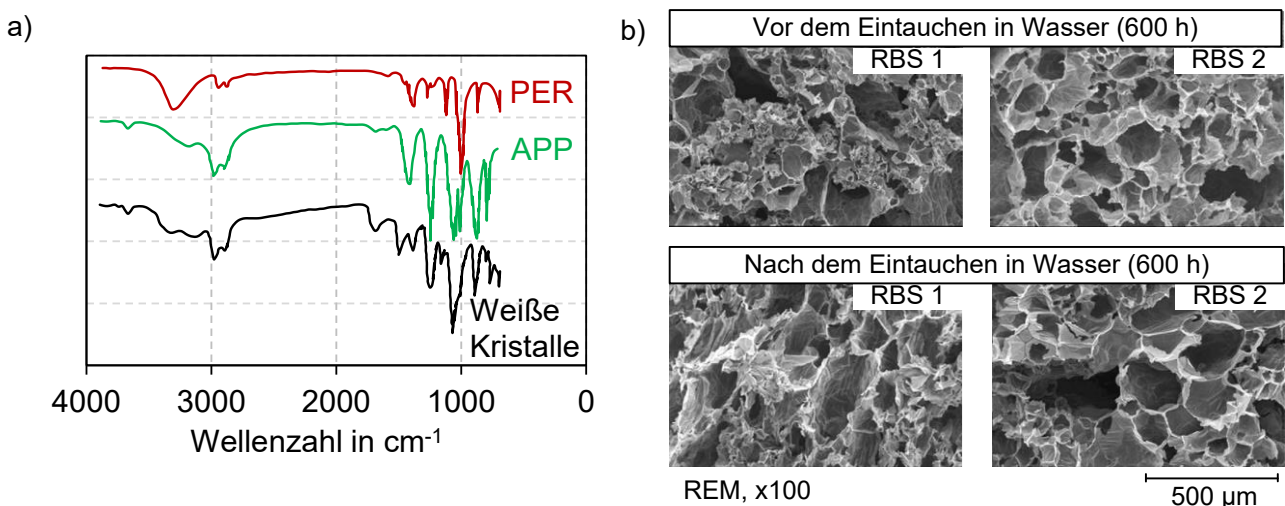 a)
PER
APP
Weiße
Kristalle
4000 3000 2000 1000 0
Wellenzahl in cm-1
b)
Vor dem Eintauchen in Wasser (600 h)
RBS 1 RBS 2
Nach dem Eintauchen in Wasser (600 h)
RBS 1 RBS 2
REM, x100
500 µm